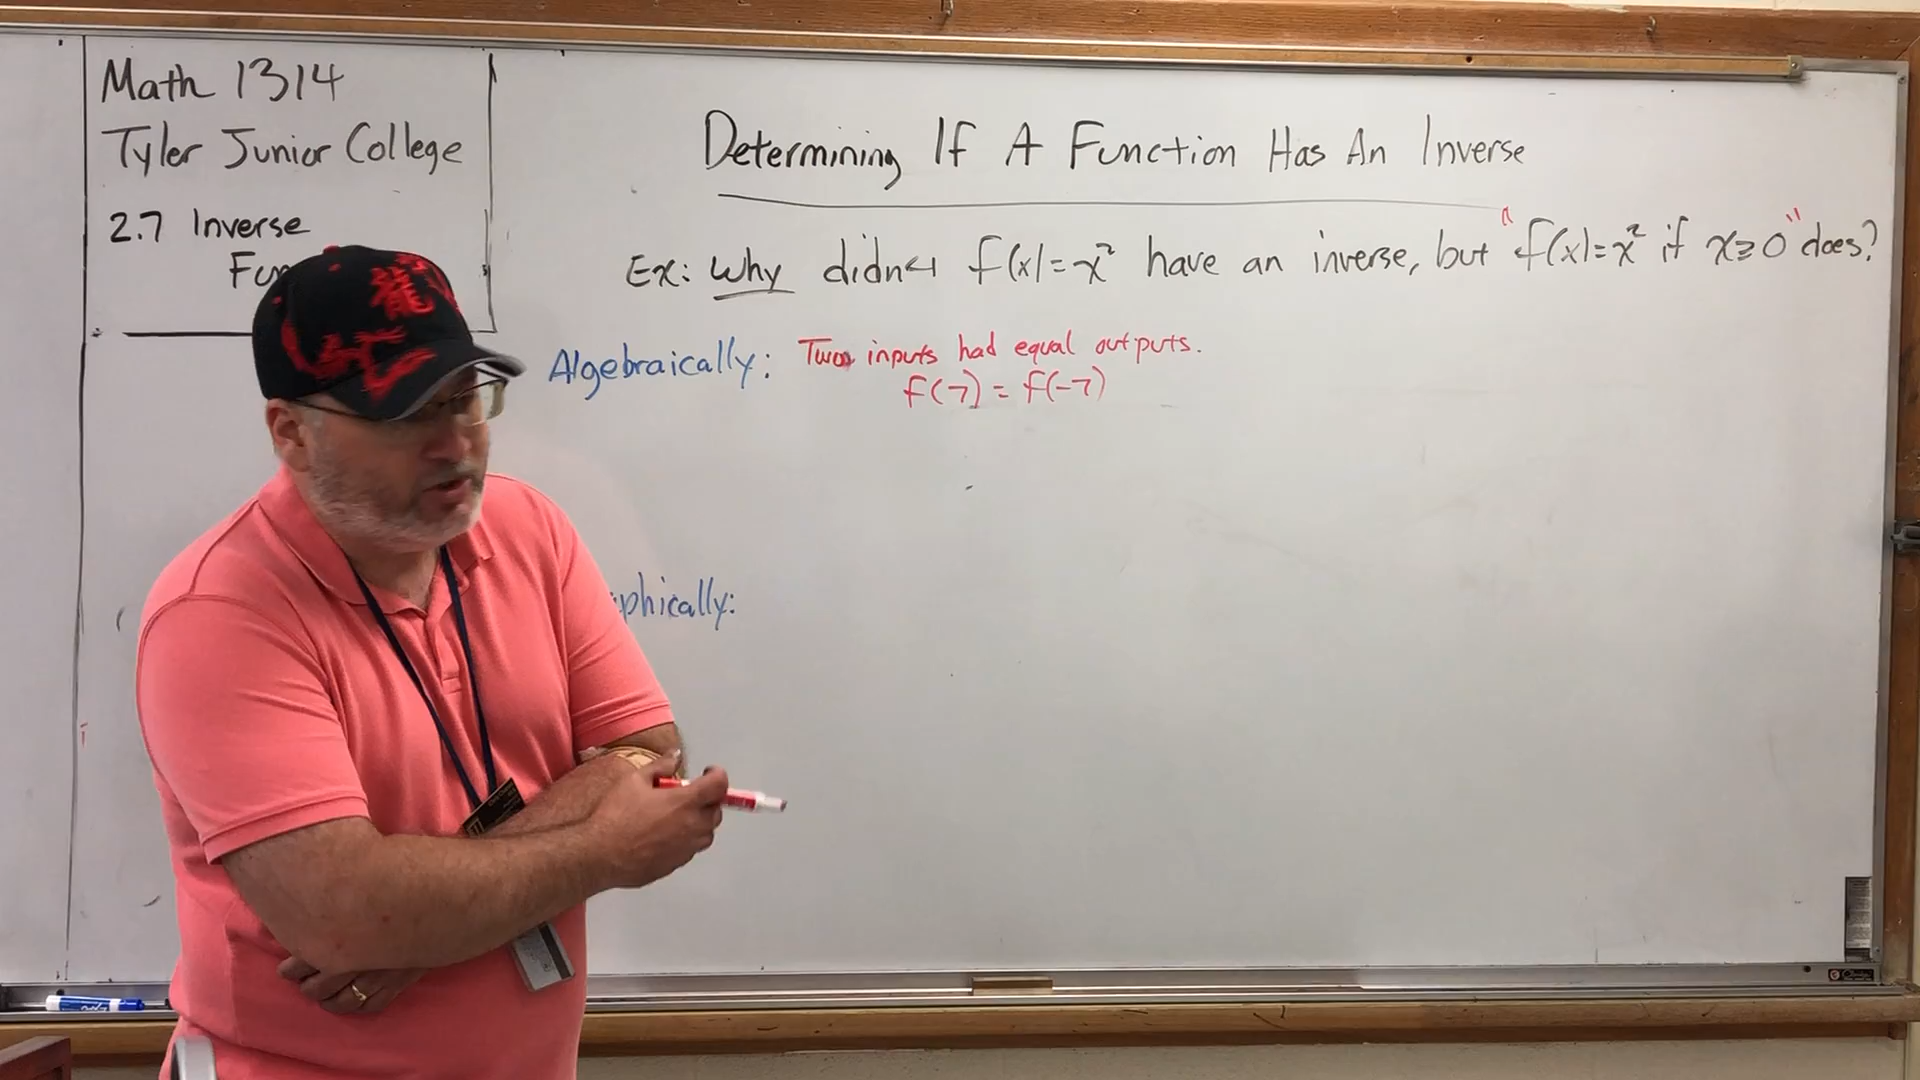 Math 1314
Tyler Junior College
2.7 Inverse
Determining If A Function Has An Inverse
Ex: Why didn't f(x)=x² have an inverse, but "f(x)=x² if x≥0" does?
Algebraically: Two inputs had equal outputs.
f(7) = f(-7)
phically:
龍